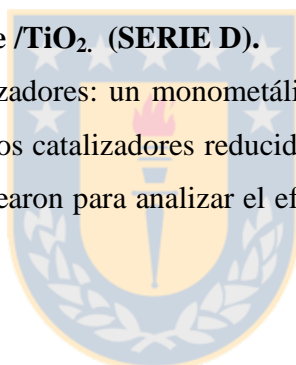 e /TiO₂. (SERIE D).
zadores: un monometáli
os catalizadores reducid
earon para analizar el ef